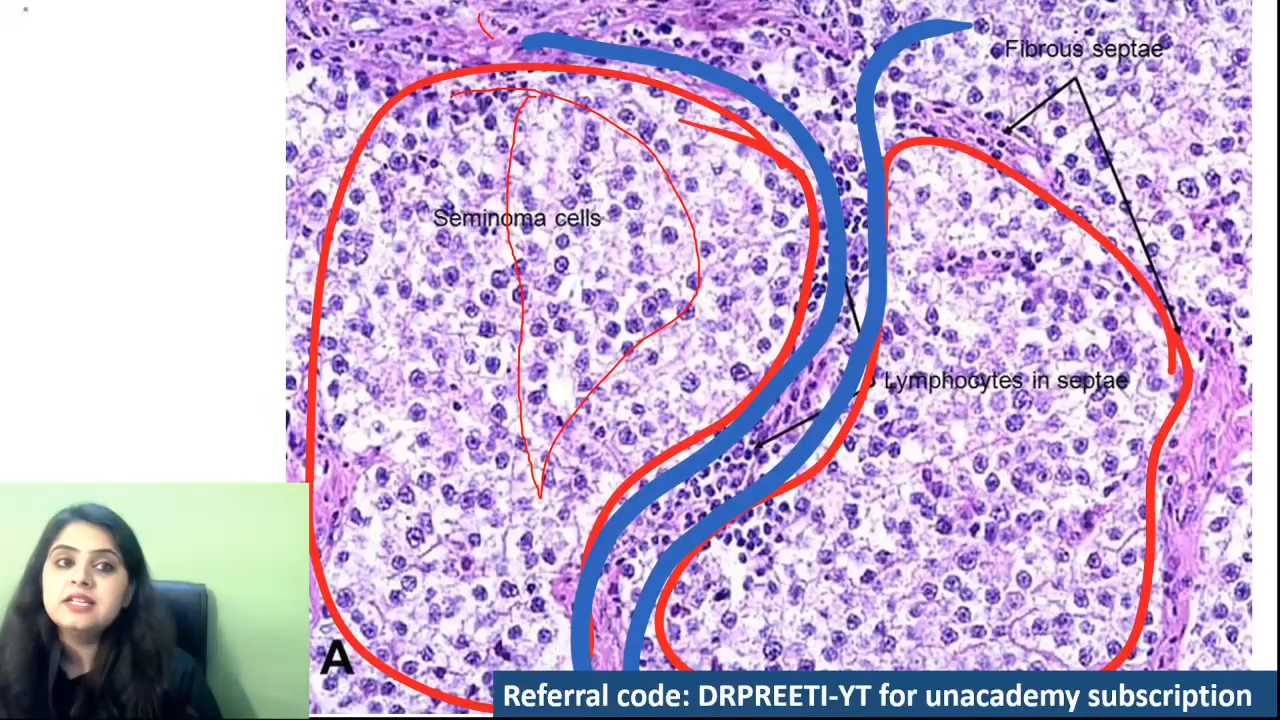 Fibrous septae
Seminoma cells
Lymphocytes in septae
A
Referral code: DRPREETI-YT for unacademy subscription